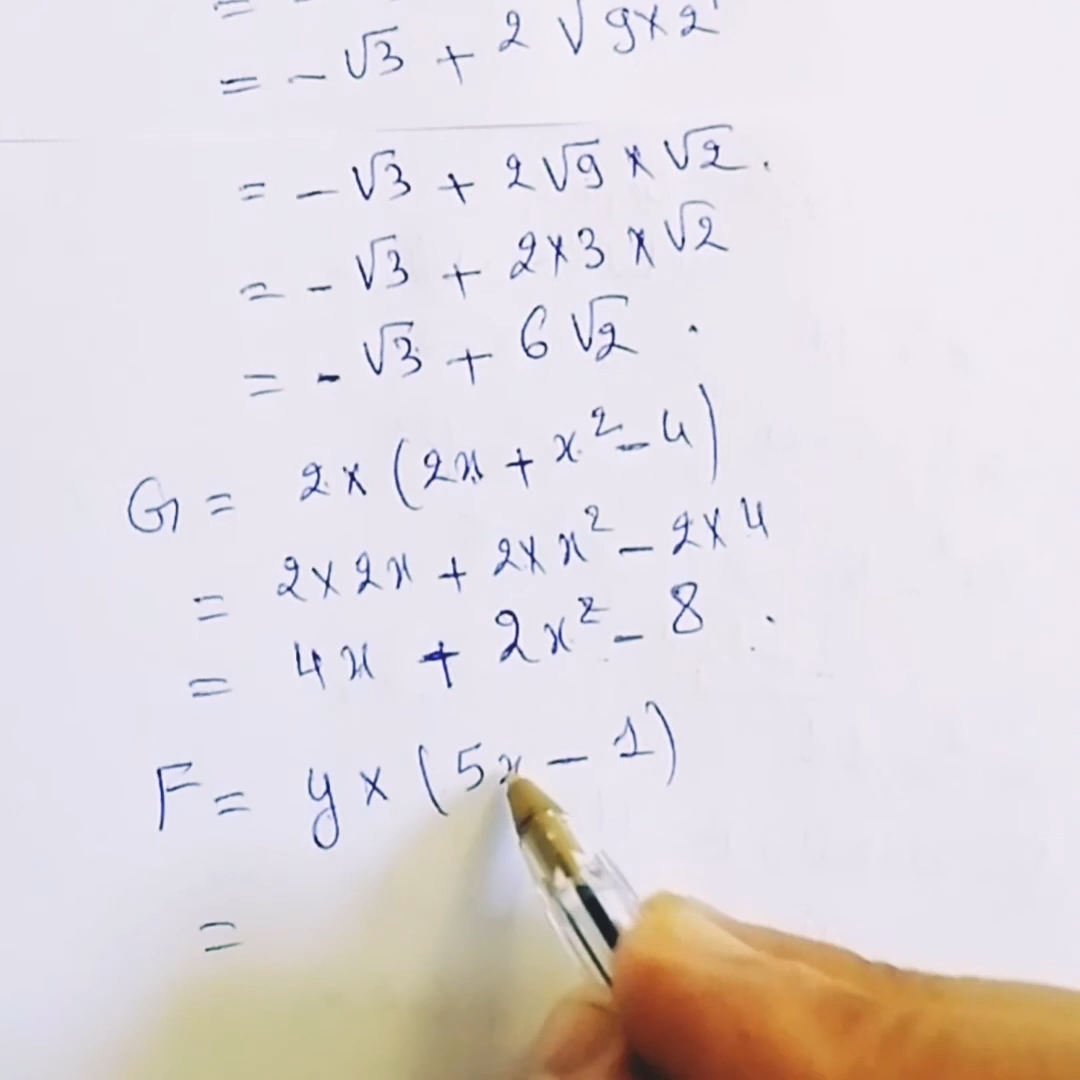 =
= - √3 + 2 √9×2
= - √3 + 2√9 × √2.
= - √3 + 2×3 × √2
= - √3 + 6 √2 .
G = 2 × (2x + x² - 4)
= 2×2x + 2×x² - 2×4
= 4x + 2x² - 8 .
F = y × (5x - 1)
=